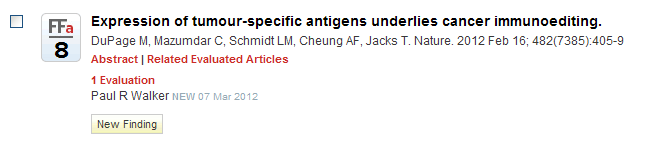 FFa
8
Expression of tumour-specific antigens underlies cancer immunoediting.
DuPage M, Mazumdar C, Schmidt LM, Cheung AF, Jacks T. Nature. 2012 Feb 16; 482(7385):405-9
Abstract | Related Evaluated Articles
1 Evaluation
Paul R Walker NEW 07 Mar 2012
New Finding